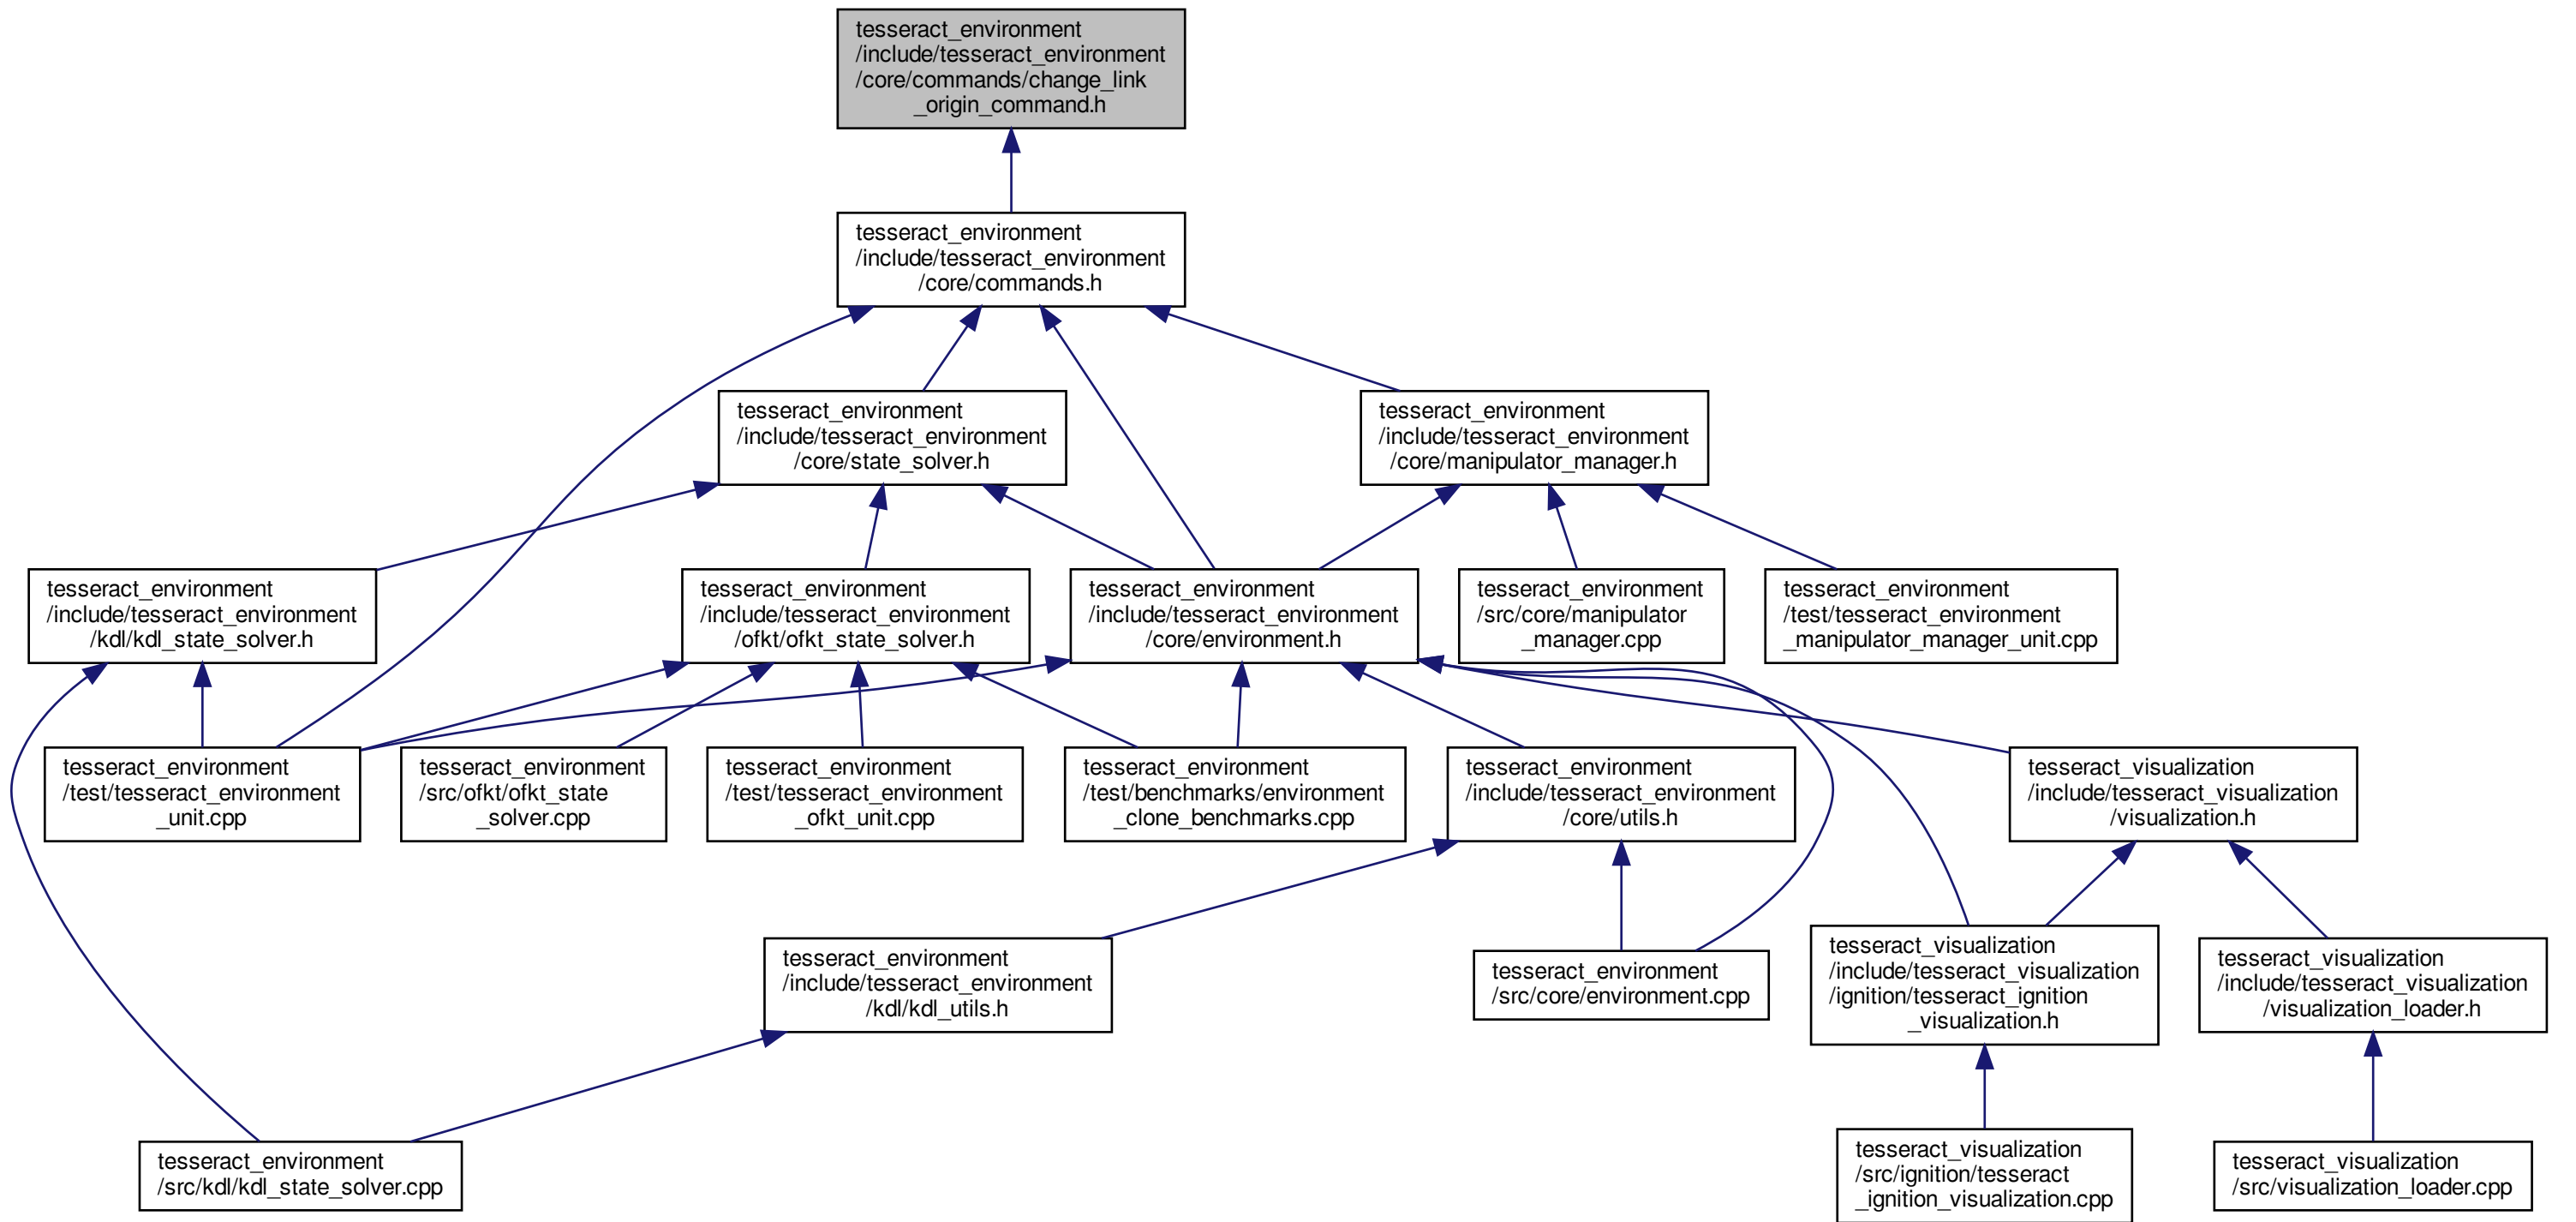 tesseract_environment
/include/tesseract_environment
/core/commands/change_link
_origin_command.h
tesseract_environment
/include/tesseract_environment
/core/commands.h
tesseract_environment
/include/tesseract_environment
/core/state_solver.h
tesseract_environment
/include/tesseract_environment
/core/manipulator_manager.h
tesseract_environment
/include/tesseract_environment
/kdl/kdl_state_solver.h
tesseract_environment
/include/tesseract_environment
/ofkt/ofkt_state_solver.h
tesseract_environment
/include/tesseract_environment
/core/environment.h
tesseract_environment
/src/core/manipulator
_manager.cpp
tesseract_environment
/test/tesseract_environment
_manipulator_manager_unit.cpp
tesseract_environment
/test/tesseract_environment
_unit.cpp
tesseract_environment
/src/ofkt/ofkt_state
_solver.cpp
tesseract_environment
/test/tesseract_environment
_ofkt_unit.cpp
tesseract_environment
/test/benchmarks/environment
_clone_benchmarks.cpp
tesseract_environment
/include/tesseract_environment
/core/utils.h
tesseract_visualization
/include/tesseract_visualization
/visualization.h
tesseract_environment
/include/tesseract_environment
/kdl/kdl_utils.h
tesseract_environment
/src/core/environment.cpp
tesseract_visualization
/include/tesseract_visualization
/ignition/tesseract_ignition
_visualization.h
tesseract_visualization
/include/tesseract_visualization
/visualization_loader.h
tesseract_environment
/src/kdl/kdl_state_solver.cpp
tesseract_visualization
/src/ignition/tesseract
_ignition_visualization.cpp
tesseract_visualization
/src/visualization_loader.cpp